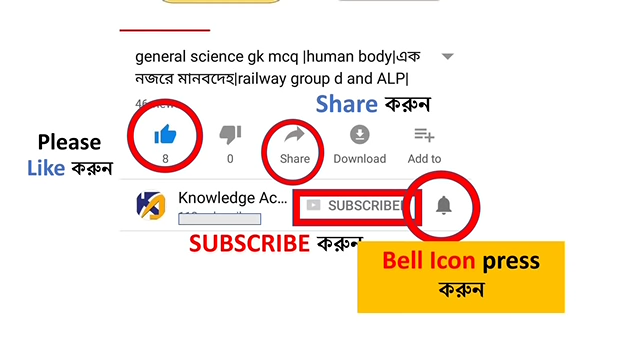 general science gk mcq |human body|এক
নজরে মানবদেহ|railway group d and ALP|
Share করুন
Please
Like করুন
8
0
Share
Download
Add to
Knowledge Ac...
SUBSCRIBE
SUBSCRIBE করুন
Bell Icon press
করুন